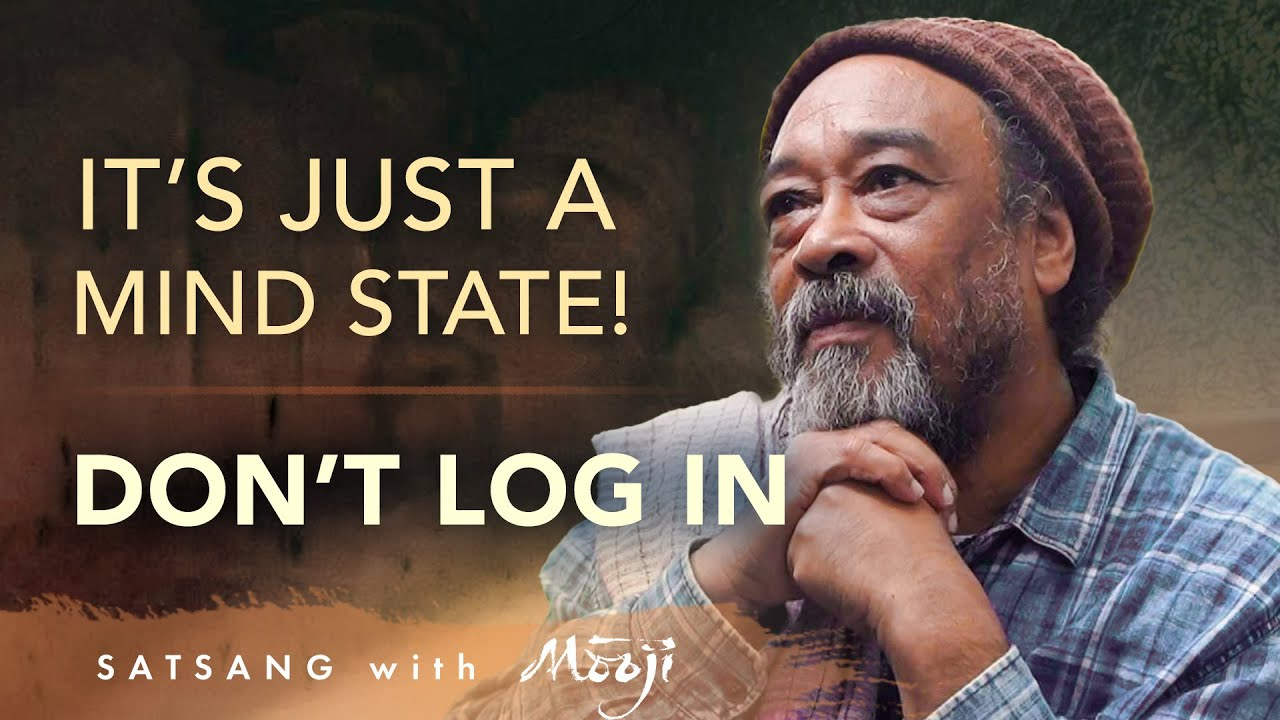 IT’S JUST A
MIND STATE!
DON’T LOG IN
SATSANG with Mooji